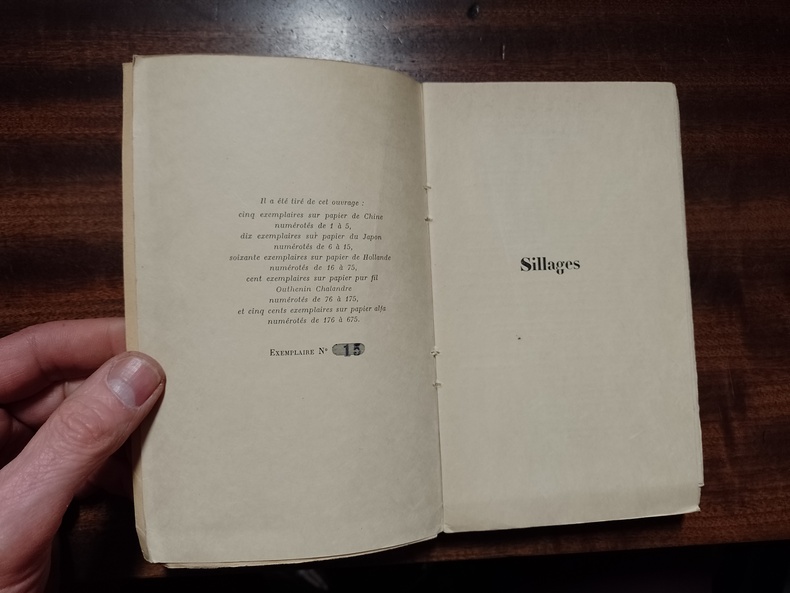 Il a été tiré de cet ouvrage :
cinq exemplaires sur papier de Chine
numérotés de 1 à 5,
dix exemplaires sur papier du Japon
numérotés de 6 à 15,
soixante exemplaires sur papier de Hollande
numérotés de 16 à 75,
cent exemplaires sur papier pur fil
Outhenin Chalandre
numérotés de 76 à 175,
et cinq cents exemplaires sur papier alfa
numérotés de 176 à 675.
Exemplaire N° 15
Sillages